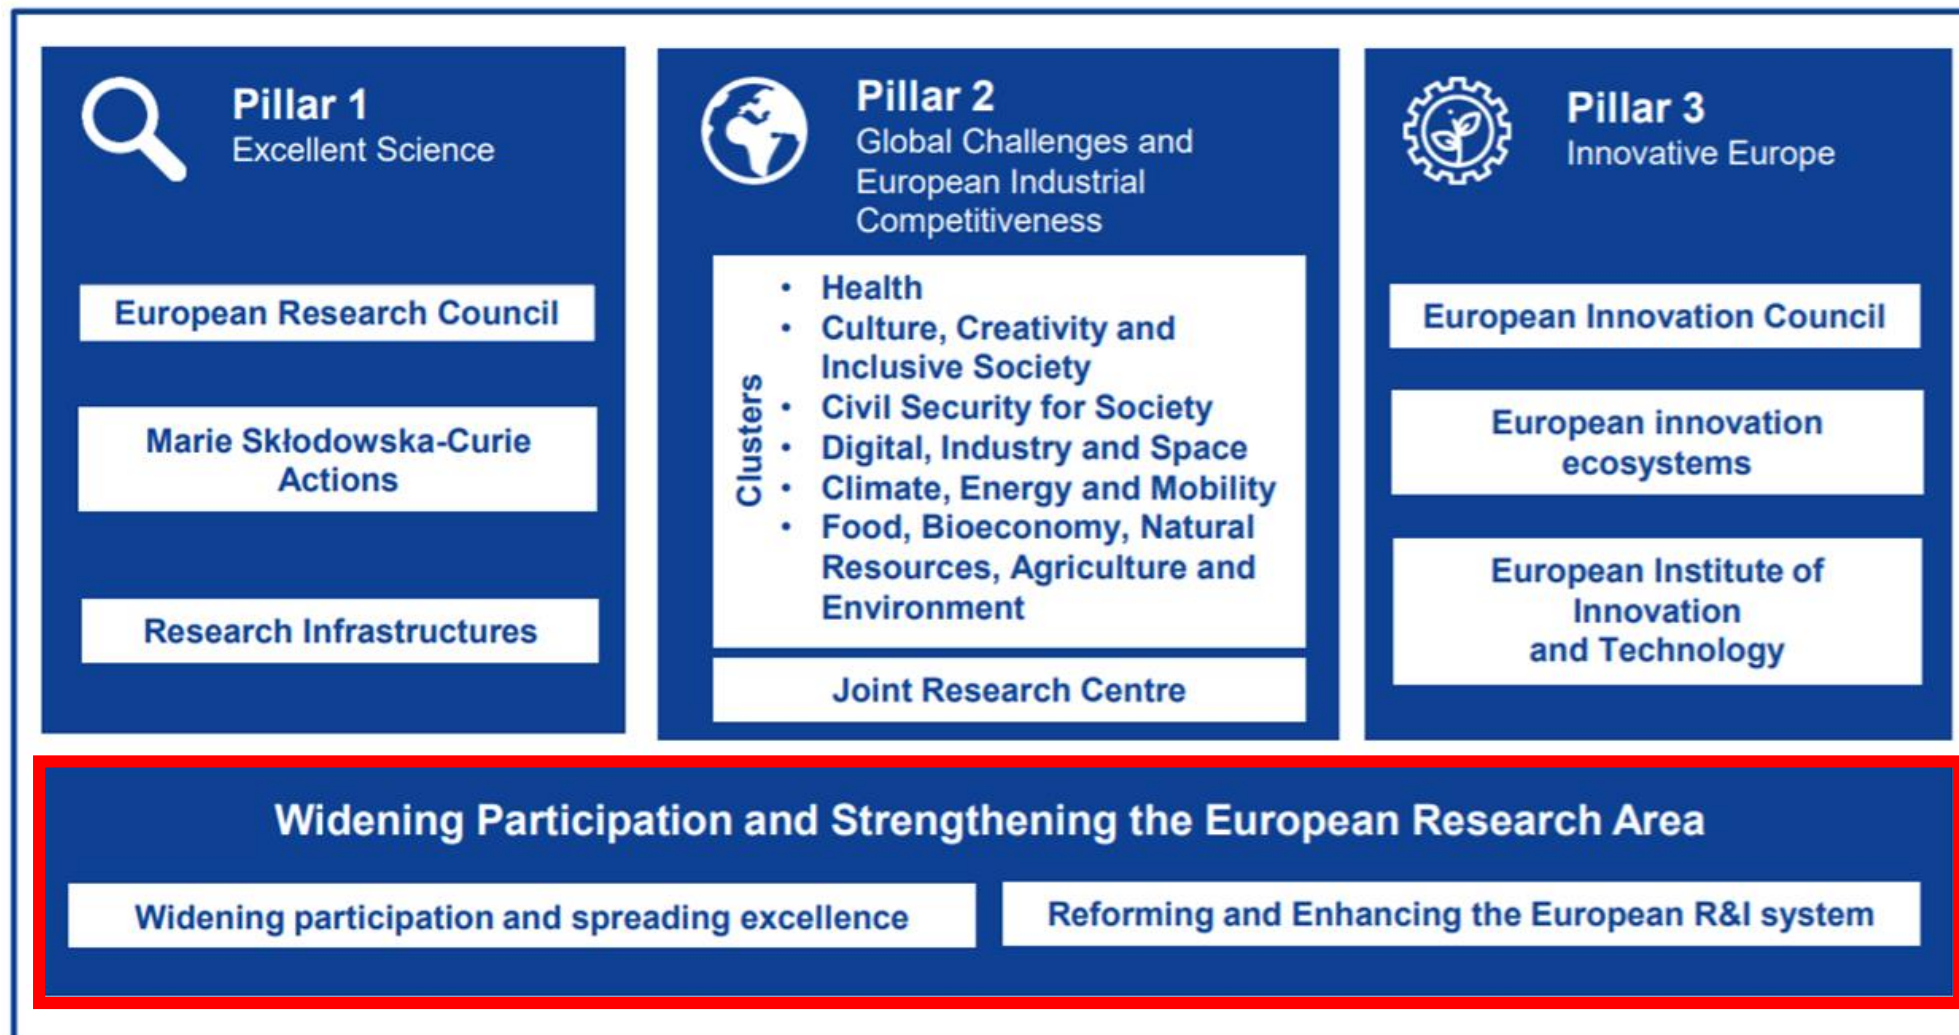 Pillar 1
Excellent Science
European Research Council
Marie Skłodowska-Curie
Actions
Research Infrastructures
Pillar 2
Global Challenges and
European Industrial
Competitiveness
Clusters
• Health
• Culture, Creativity and
Inclusive Society
• Civil Security for Society
• Digital, Industry and Space
• Climate, Energy and Mobility
• Food, Bioeconomy, Natural
Resources, Agriculture and
Environment
Joint Research Centre
Pillar 3
Innovative Europe
European Innovation Council
European innovation
ecosystems
European Institute of
Innovation
and Technology
Widening Participation and Strengthening the European Research Area
Widening participation and spreading excellence
Reforming and Enhancing the European R&I system